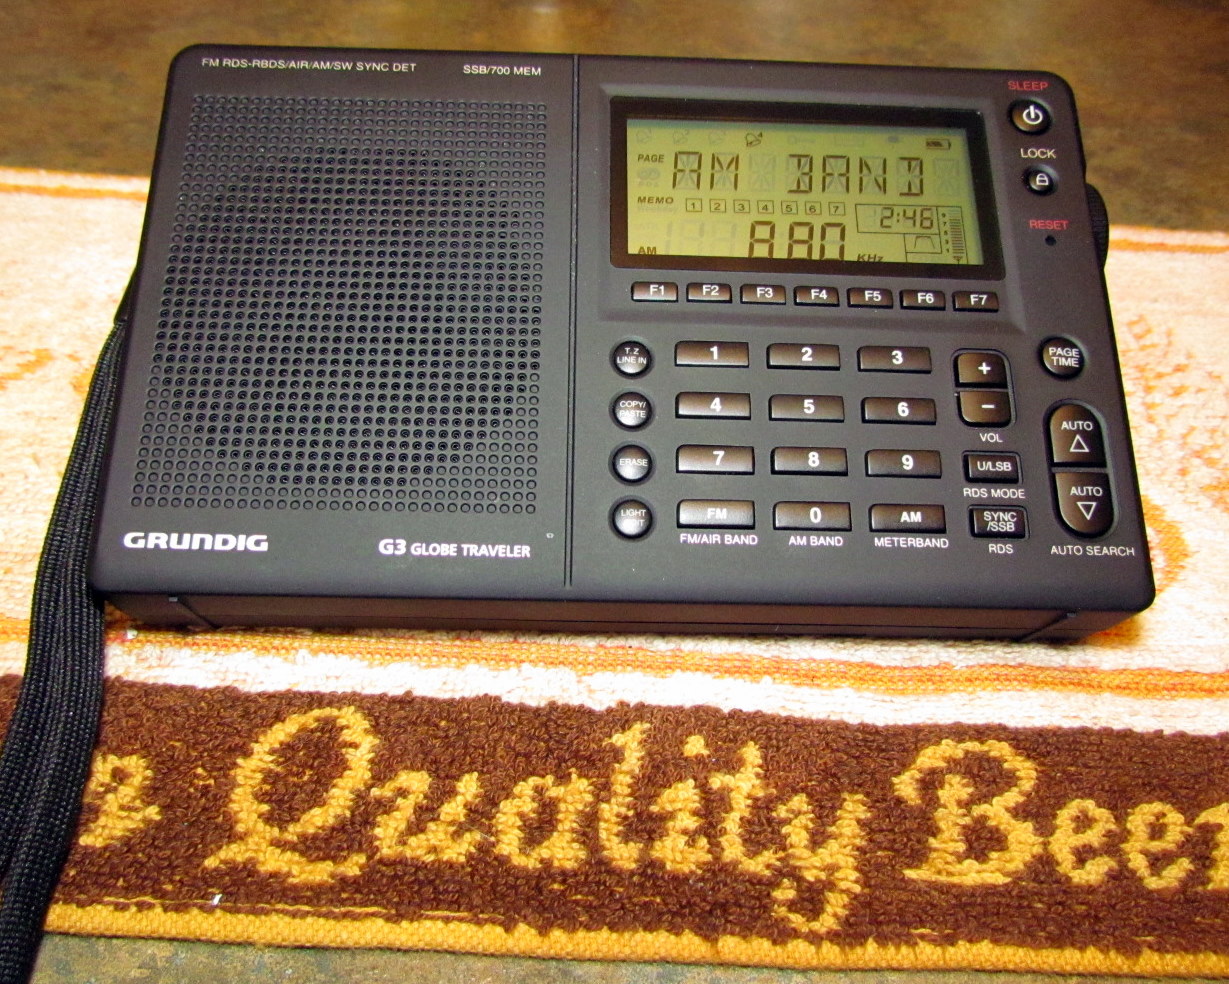 FM RDS-RBDS/AIR/AM/SW SYNC DET SSB/700 MEM
SLEEP
LOCK
RESET
PAGE AM BAND
MEMO 1 2 3 4 5 6 7
2:46
AM 880 KHz
F1 F2 F3 F4 F5 F6 F7
T.Z
LINE IN
1 2 3
PAGE
TIME
COPY/
PASTE
4 5 6
+
−
VOL
AUTO
ERASE
7 8 9
U/LSB
RDS MODE
AUTO
LIGHT
FM 0 AM
SYNC
/SSB
RDS
FM/AIR BAND AM BAND METERBAND
AUTO SEARCH
GRUNDIG G3 GLOBE TRAVELER
Quality Beer